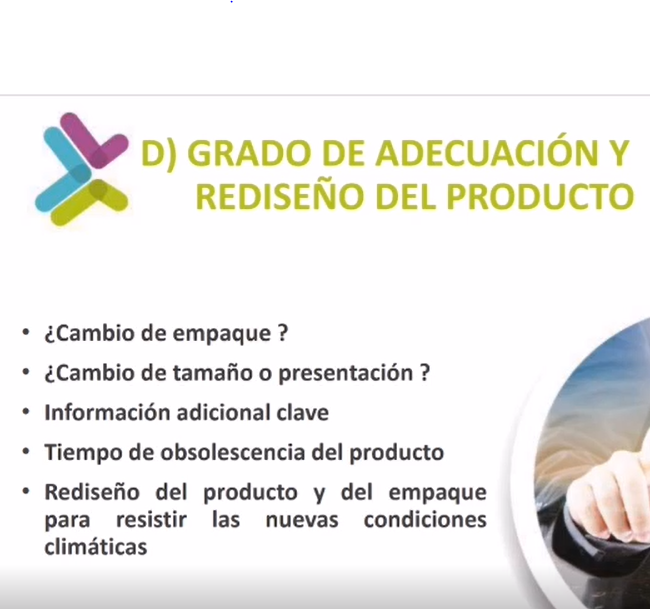 D) GRADO DE ADECUACIÓN Y
REDISEÑO DEL PRODUCTO
• ¿Cambio de empaque ?
• ¿Cambio de tamaño o presentación ?
• Información adicional clave
• Tiempo de obsolescencia del producto
• Rediseño del producto y del empaque
para resistir las nuevas condiciones
climáticas